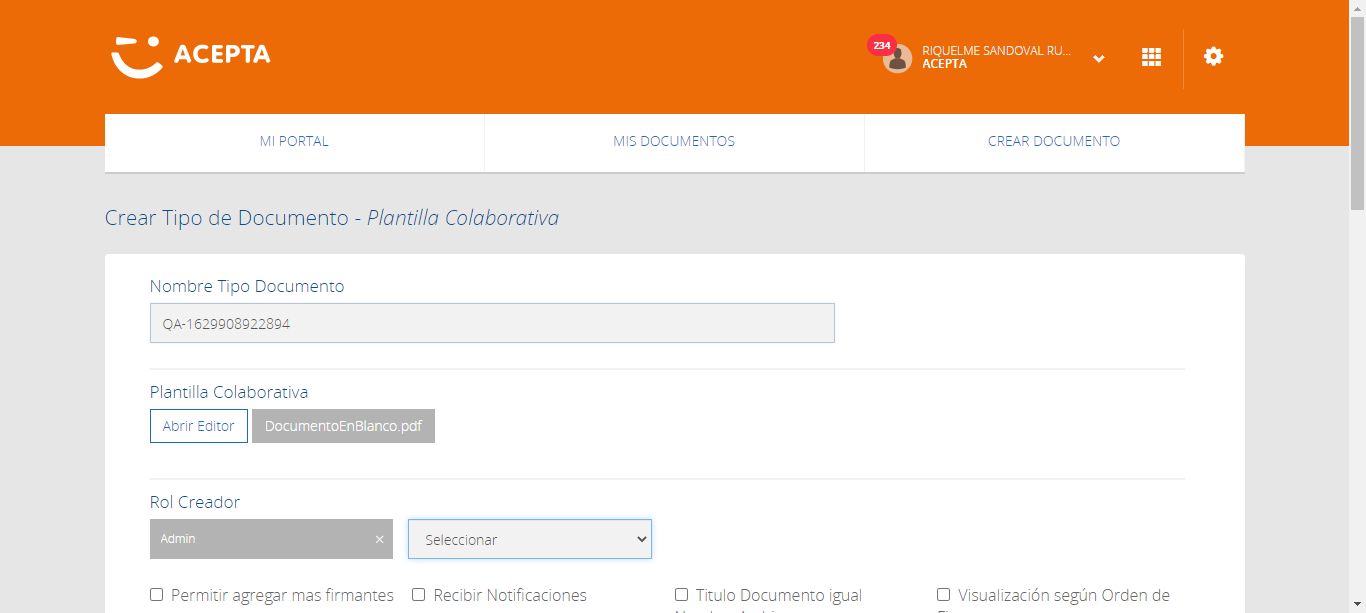 ACEPTA
234
RIQUELME SANDOVAL RU...
ACEPTA
MI PORTAL
MIS DOCUMENTOS
CREAR DOCUMENTO
Crear Tipo de Documento - Plantilla Colaborativa
Nombre Tipo Documento
QA-1629908922894
Plantilla Colaborativa
Abrir Editor
DocumentoEnBlanco.pdf
Rol Creador
Admin ×
Seleccionar
Permitir agregar mas firmantes
Recibir Notificaciones
Titulo Documento igual
Visualización según Orden de